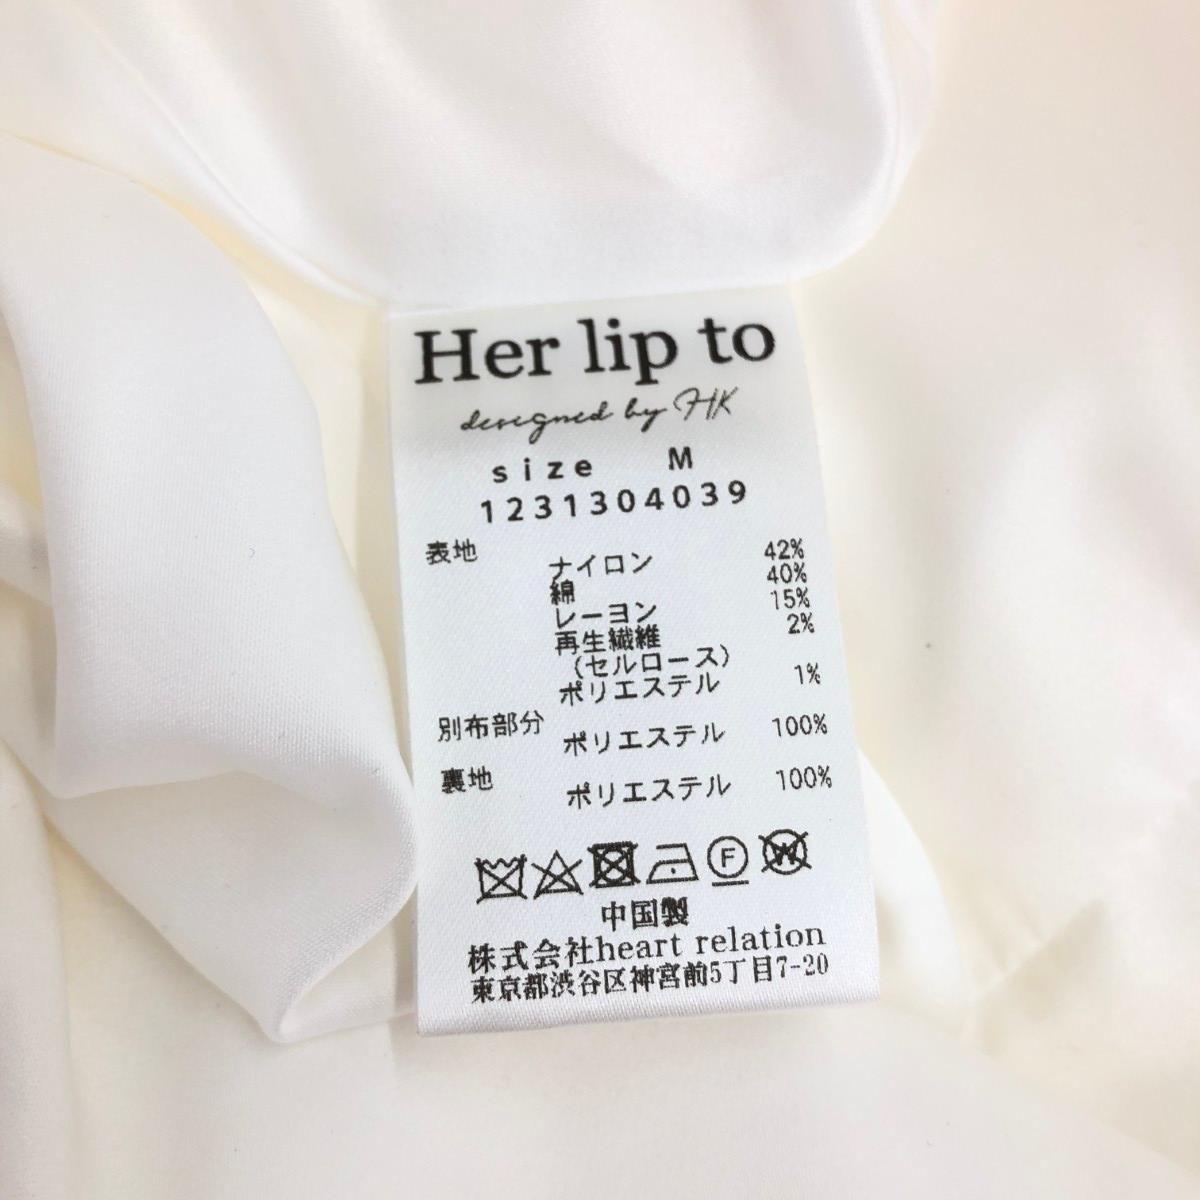 Her lip to
designed by HK
size M
1231304039
表地
ナイロン 42%
綿 40%
レーヨン 15%
再生繊維 2%
(セルロース)
ポリエステル 1%
別布部分
ポリエステル 100%
裏地
ポリエステル 100%
F W
中国製
株式会社heart relation
東京都渋谷区神宮前5丁目7-20